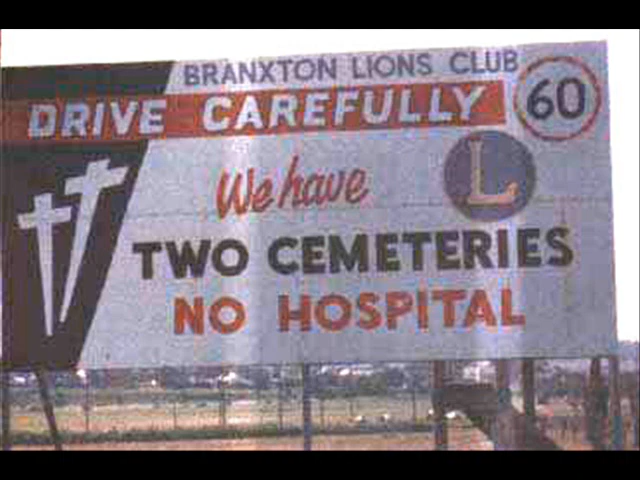 BRANXTON LIONS CLUB
DRIVE CAREFULLY
60
We have
L
TWO CEMETERIES
NO HOSPITAL